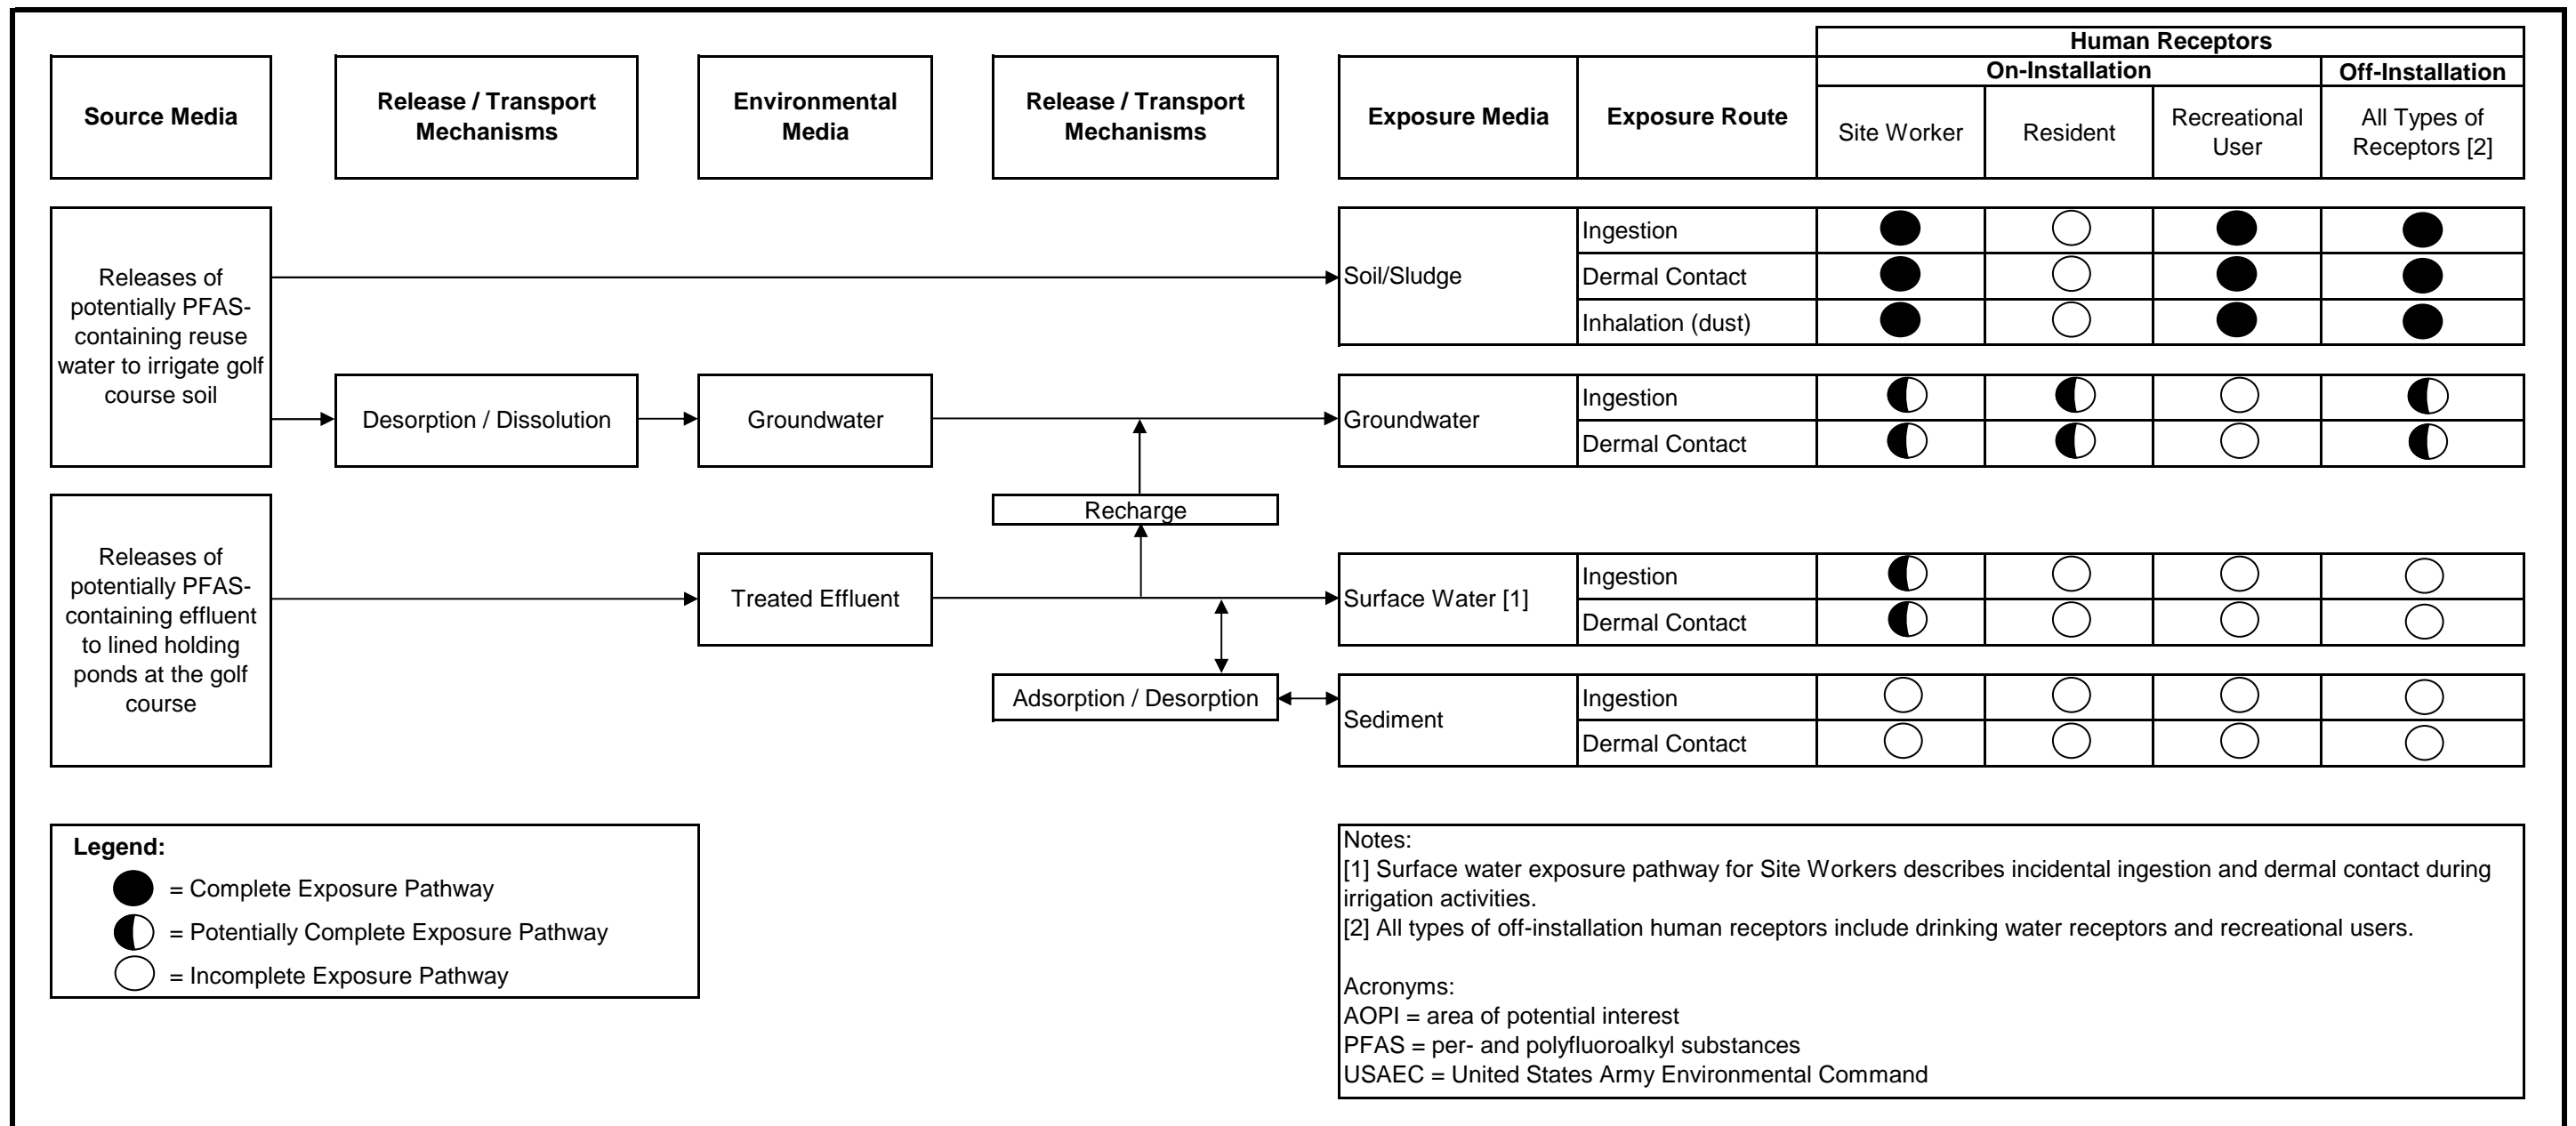 Human Receptors
On-Installation
Off-Installation
Source Media
Release / Transport
Mechanisms
Environmental
Media
Release / Transport
Mechanisms
Exposure Media
Exposure Route
Site Worker
Resident
Recreational
User
All Types of
Receptors [2]
Releases of
potentially PFAS-
containing reuse
water to irrigate golf
course soil
Soil/Sludge
Ingestion
Dermal Contact
Inhalation (dust)
Desorption / Dissolution
Groundwater
Groundwater
Ingestion
Dermal Contact
Recharge
Releases of
potentially PFAS-
containing effluent
to lined holding
ponds at the golf
course
Treated Effluent
Surface Water [1]
Ingestion
Dermal Contact
Adsorption / Desorption
Sediment
Ingestion
Dermal Contact
Legend:
= Complete Exposure Pathway
= Potentially Complete Exposure Pathway
= Incomplete Exposure Pathway
Notes:
[1] Surface water exposure pathway for Site Workers describes incidental ingestion and dermal contact during
irrigation activities.
[2] All types of off-installation human receptors include drinking water receptors and recreational users.
Acronyms:
AOPI = area of potential interest
PFAS = per- and polyfluoroalkyl substances
USAEC = United States Army Environmental Command